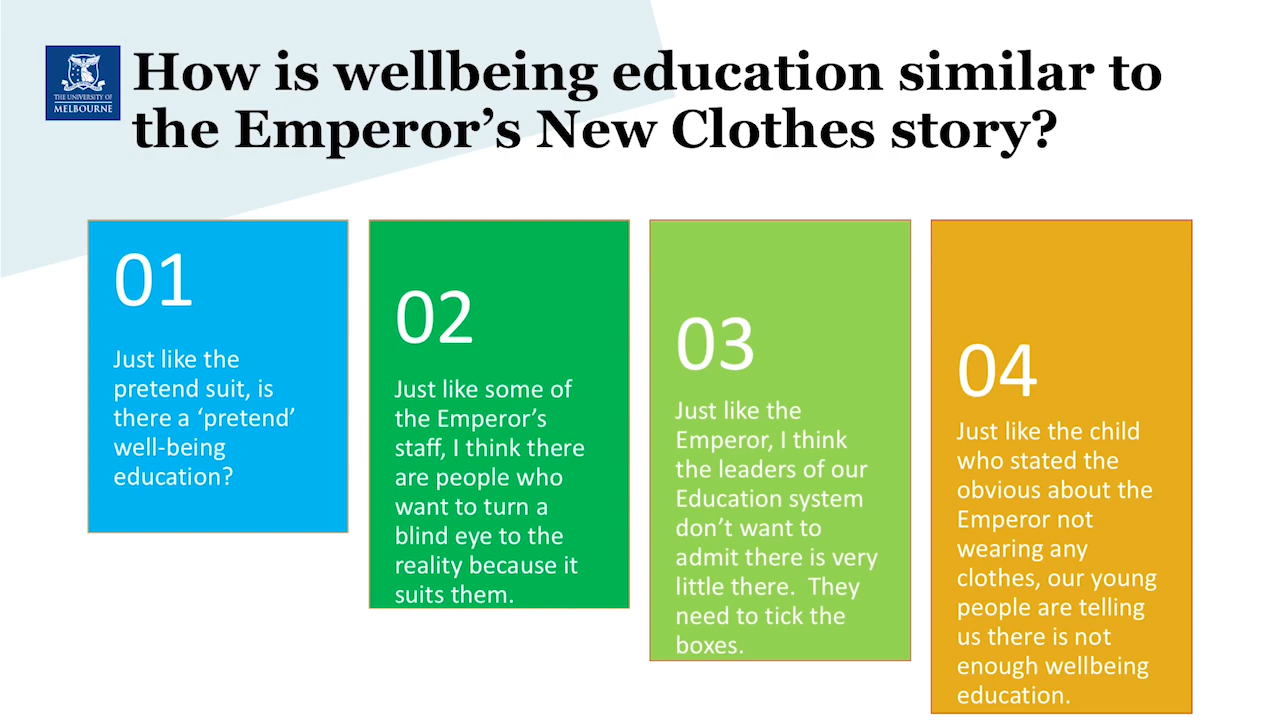 THE UNIVERSITY OF
MELBOURNE
How is wellbeing education similar to
the Emperor’s New Clothes story?
01
Just like the
pretend suit, is
there a ‘pretend’
well-being
education?
02
Just like some of
the Emperor’s
staff, I think there
are people who
want to turn a
blind eye to the
reality because it
suits them.
03
Just like the
Emperor, I think
the leaders of our
Education system
don’t want to
admit there is very
little there.  They
need to tick the
boxes.
04
Just like the child
who stated the
obvious about the
Emperor not
wearing any
clothes, our young
people are telling
us there is not
enough wellbeing
education.